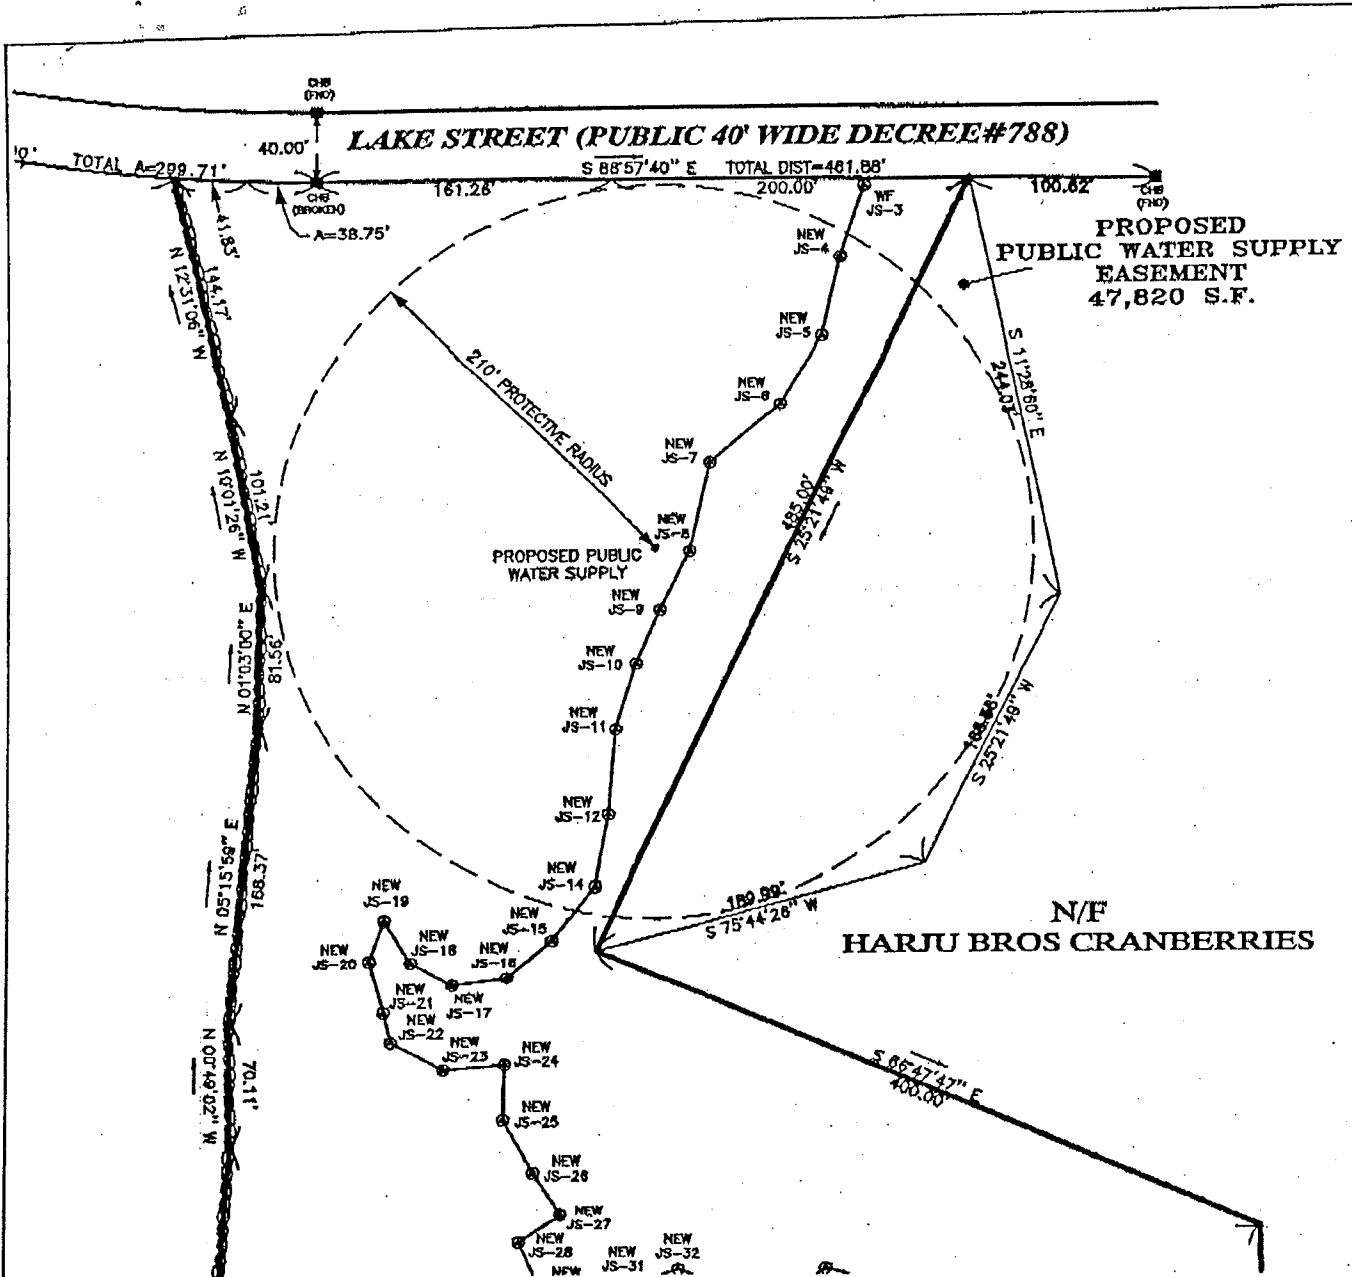 CHB
(FND)
40.00'
LAKE STREET (PUBLIC 40' WIDE DECREE#788)
TOTAL A=299.71'
S 88°57'40" E TOTAL DIST=461.88'
161.26'
200.00'
100.62'
CHB
(BROKEN)
CHB
(FND)
A=38.75'
41.83'
WF
JS-3
NEW
JS-4
PROPOSED
PUBLIC WATER SUPPLY
EASEMENT
47,820 S.F.
N 12°31'06" W
144.17'
NEW
JS-5
S 11°28'60" E
244.01'
210' PROTECTIVE RADIUS
NEW
JS-6
NEW
JS-7
N 10°01'26" W
101.21'
485.00'
S 25°21'49" W
NEW
JS-8
PROPOSED PUBLIC
WATER SUPPLY
NEW
JS-9
N 01°03'00" E
81.56'
NEW
JS-10
NEW
JS-11
S 25°21'49" W
NEW
JS-12
N 05°15'59" E
168.37'
NEW
JS-14
189.99'
S 75°44'26" W
NEW
JS-19
NEW
JS-15
N/F
HARJU BROS CRANBERRIES
NEW
JS-20
NEW
JS-18
NEW
JS-16
NEW
JS-17
NEW
JS-21
NEW
JS-22
NEW
JS-23
NEW
JS-24
N 00°49'02" W
70.11'
S 66°47'47" E
400.00'
NEW
JS-25
NEW
JS-26
NEW
JS-27
NEW
JS-28
NEW
JS-31
NEW
JS-32
NEW